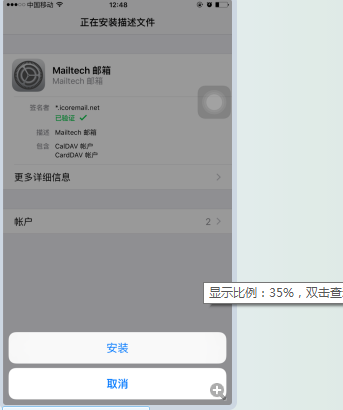 中国移动 12:48
正在安装描述文件
Mailtech 邮箱
Mailtech 邮箱
签名者 *.icoremail.net
已验证
描述 Mailtech 邮箱
包含 CalDAV 帐户
CardDAV 帐户
更多详细信息
帐户 2
显示比例：35%，双击查
安装
取消